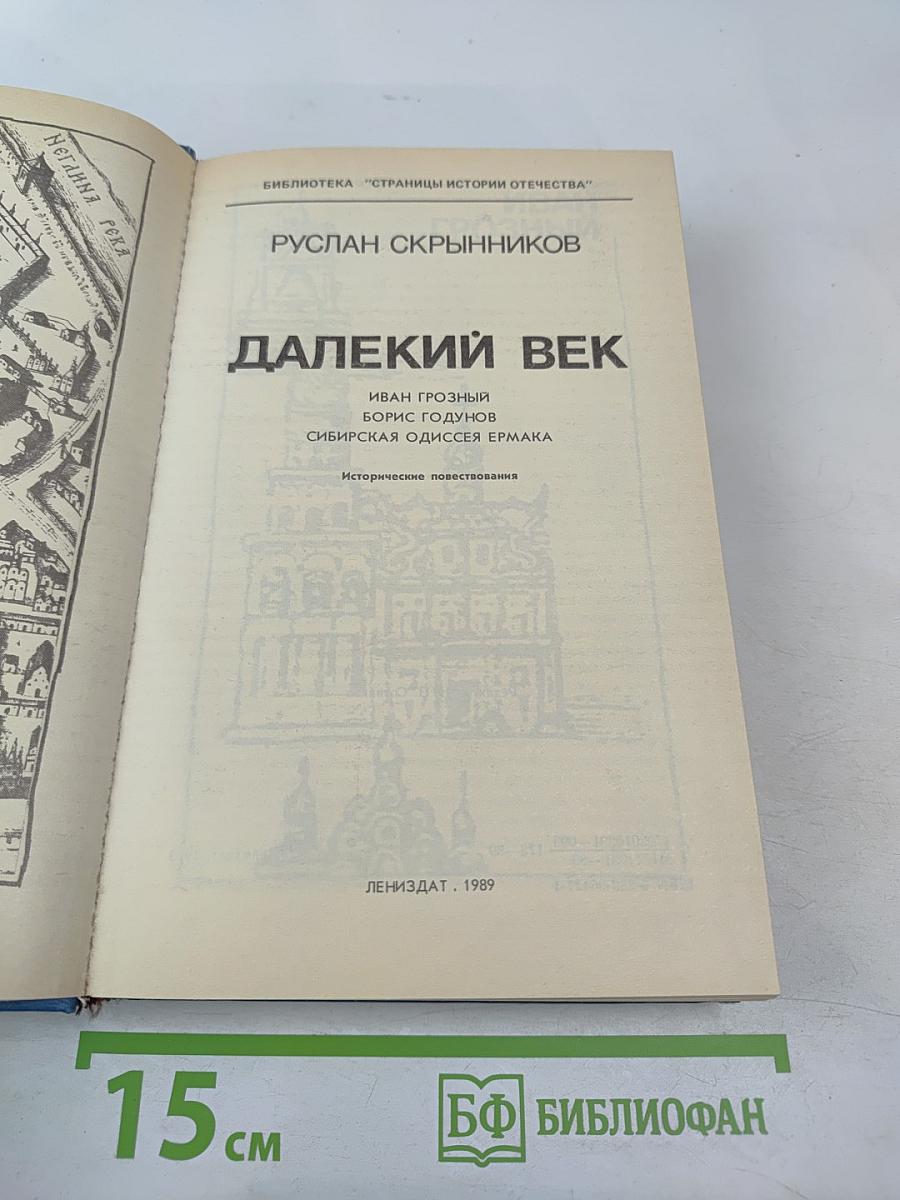 НЕГЛИНА РЕКА
БИБЛИОТЕКА "СТРАНИЦЫ ИСТОРИИ ОТЕЧЕСТВА"
РУСЛАН СКРЫННИКОВ
ДАЛЕКИЙ ВЕК
ИВАН ГРОЗНЫЙ
БОРИС ГОДУНОВ
СИБИРСКАЯ ОДИССЕЯ ЕРМАКА
Исторические повествования
ЛЕНИЗДАТ . 1989
15 см
БФ БИБЛИОФАН